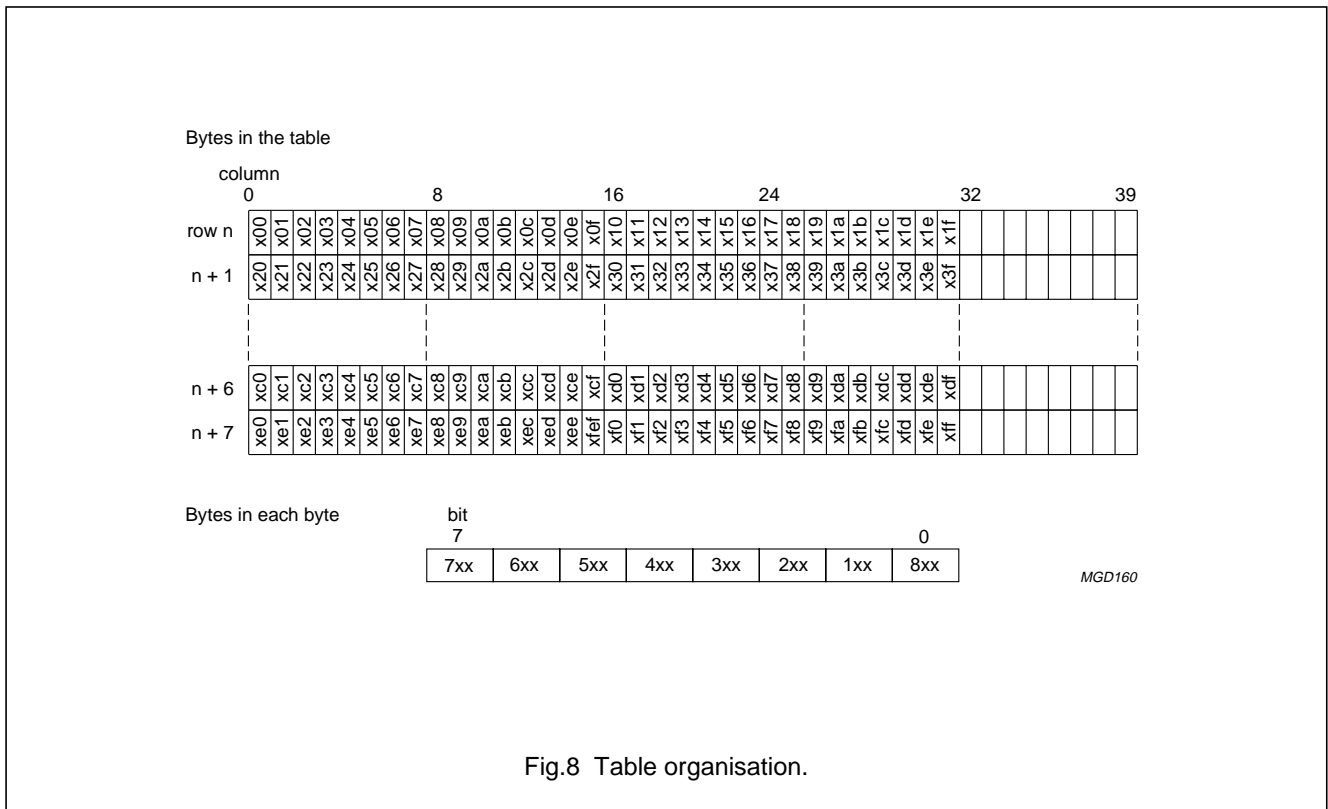 Bytes in the table
column
0 8 16 24 32 39
row n x00 x01 x02 x03 x04 x05 x06 x07 x08 x09 x0a x0b x0c x0d x0e x0f x10 x11 x12 x13 x14 x15 x16 x17 x18 x19 x1a x1b x1c x1d x1e x1f
n + 1 x20 x21 x22 x23 x24 x25 x26 x27 x28 x29 x2a x2b x2c x2d x2e x2f x30 x31 x32 x33 x34 x35 x36 x37 x38 x39 x3a x3b x3c x3d x3e x3f
n + 6 xc0 xc1 xc2 xc3 xc4 xc5 xc6 xc7 xc8 xc9 xca xcb xcc xcd xce xcf xd0 xd1 xd2 xd3 xd4 xd5 xd6 xd7 xd8 xd9 xda xdb xdc xdd xde xdf
n + 7 xe0 xe1 xe2 xe3 xe4 xe5 xe6 xe7 xe8 xe9 xea xeb xec xed xee xfef xf0 xf1 xf2 xf3 xf4 xf5 xf6 xf7 xf8 xf9 xfa xfb xfc xfd xfe xff
Bytes in each byte bit
7 0
7xx 6xx 5xx 4xx 3xx 2xx 1xx 8xx
MGD160
Fig.8 Table organisation.